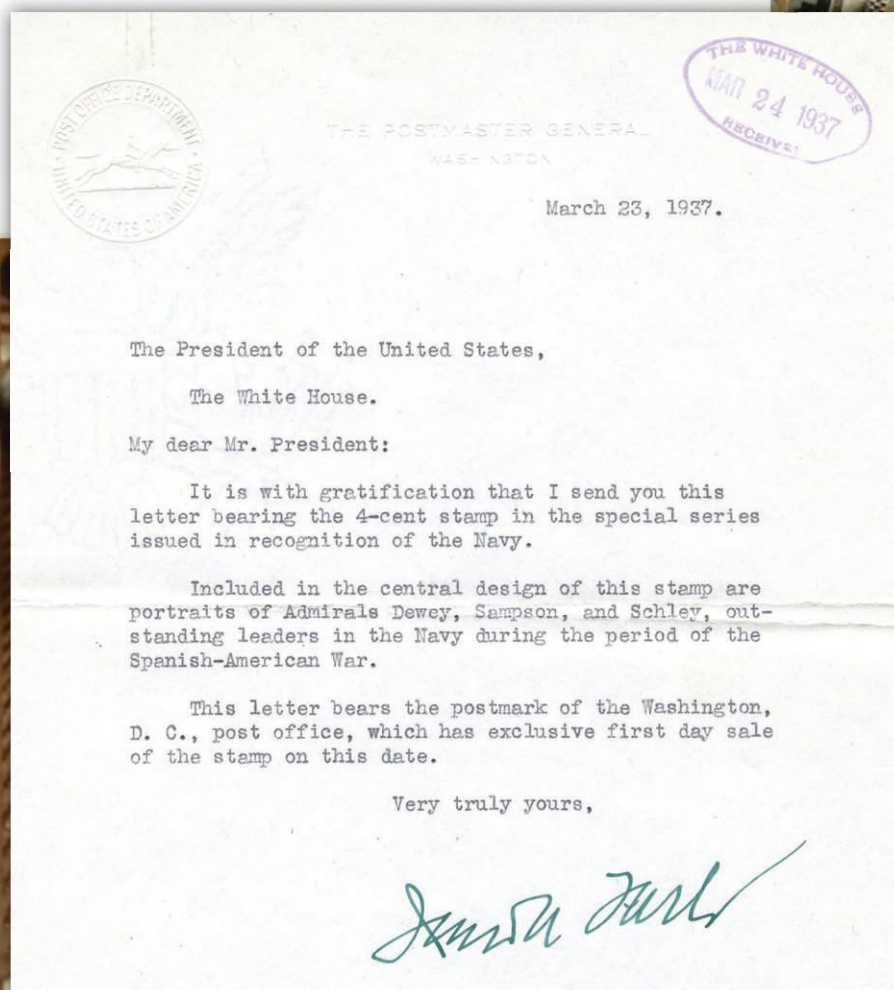 POST OFFICE DEPARTMENT
UNITED STATES OF AMERICA
THE POSTMASTER GENERAL
WASHINGTON
THE WHITE HOUSE
MAR 24 1937
RECEIVED
March 23, 1937.
The President of the United States,
The White House.
My dear Mr. President:
It is with gratification that I send you this
letter bearing the 4-cent stamp in the special series
issued in recognition of the Navy.
Included in the central design of this stamp are
portraits of Admirals Dewey, Sampson, and Schley, out-
standing leaders in the Navy during the period of the
Spanish-American War.
This letter bears the postmark of the Washington,
D. C., post office, which has exclusive first day sale
of the stamp on this date.
Very truly yours,